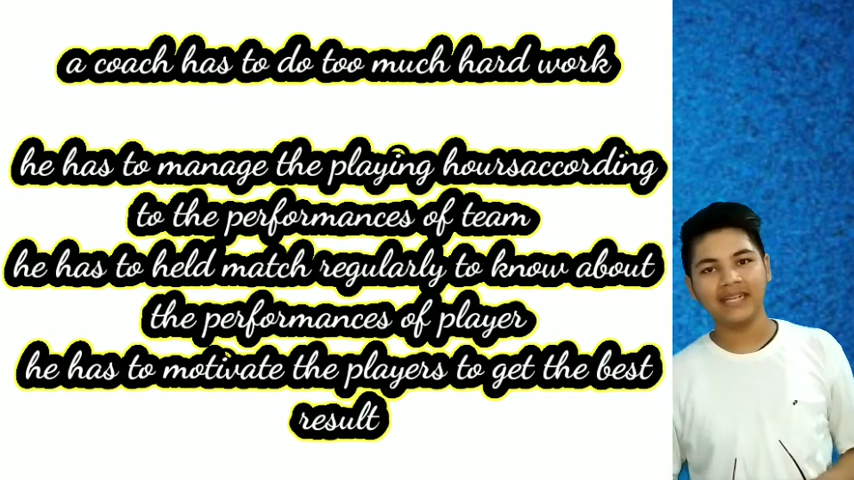 a coach has to do too much hard work
he has to manage the playing hoursaccording
to the performances of team
he has to held match regularly to know about
the performances of player
he has to motivate the players to get the best
result